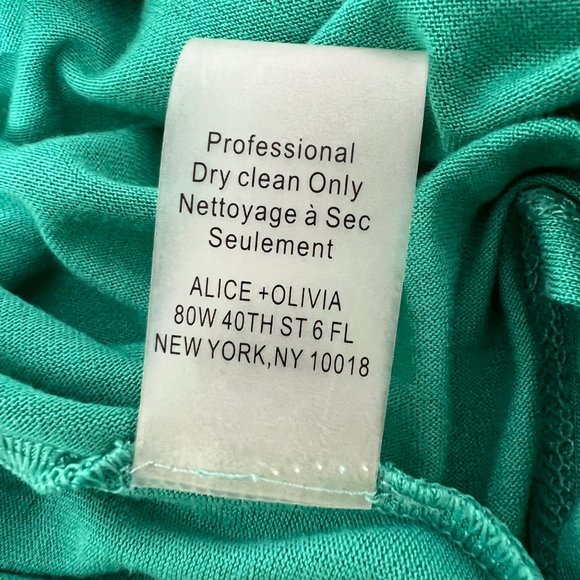 Professional
Dry clean Only
Nettoyage à Sec
Seulement
ALICE +OLIVIA
80W 40TH ST 6 FL
NEW YORK,NY 10018